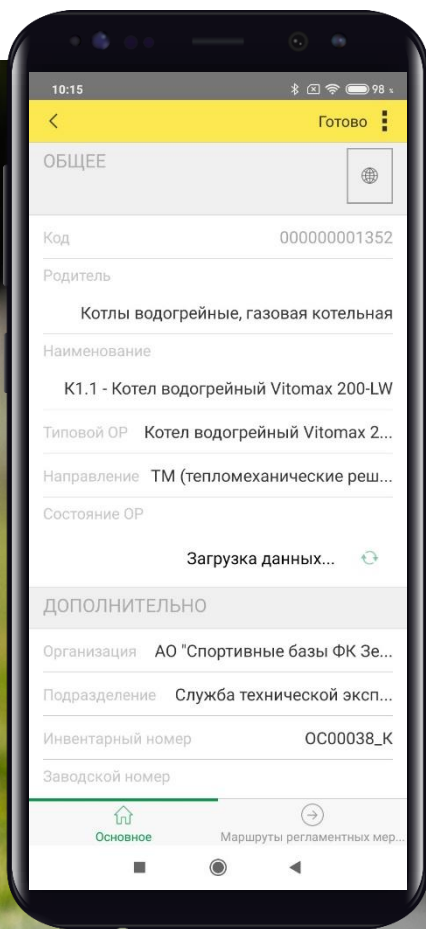 10:15
98 %
Готово
ОБЩЕЕ
Код 000000001352
Родитель
Котлы водогрейные, газовая котельная
Наименование
К1.1 - Котел водогрейный Vitomax 200-LW
Типовой ОР Котел водогрейный Vitomax 2...
Направление ТМ (тепломеханические реш...
Состояние ОР
Загрузка данных...
ДОПОЛНИТЕЛЬНО
Организация АО "Спортивные базы ФК Зе...
Подразделение Служба технической эксп...
Инвентарный номер ОС00038_К
Заводской номер
Основное
Маршруты регламентных мер...